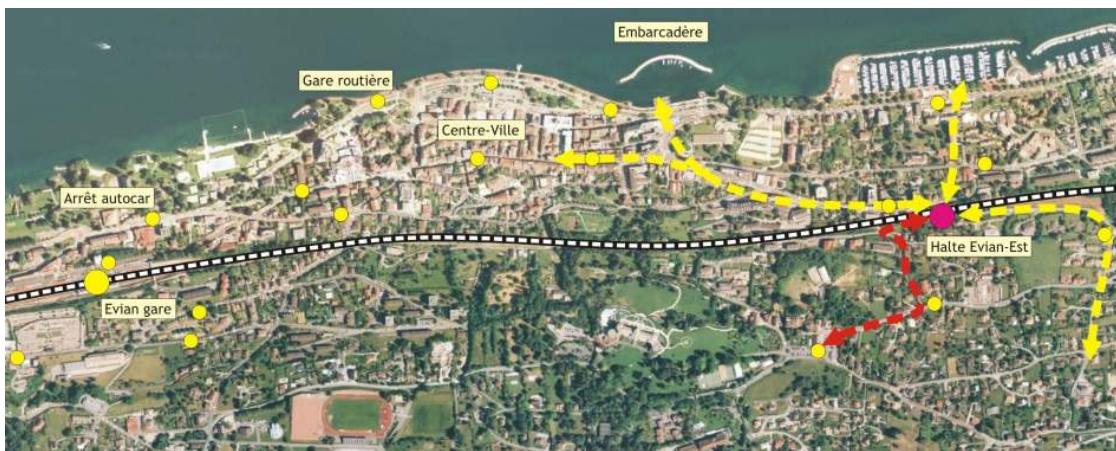 Embarcadère
Gare routière
Centre-Ville
Arrêt autocar
Halte Evian-Est
Evian gare